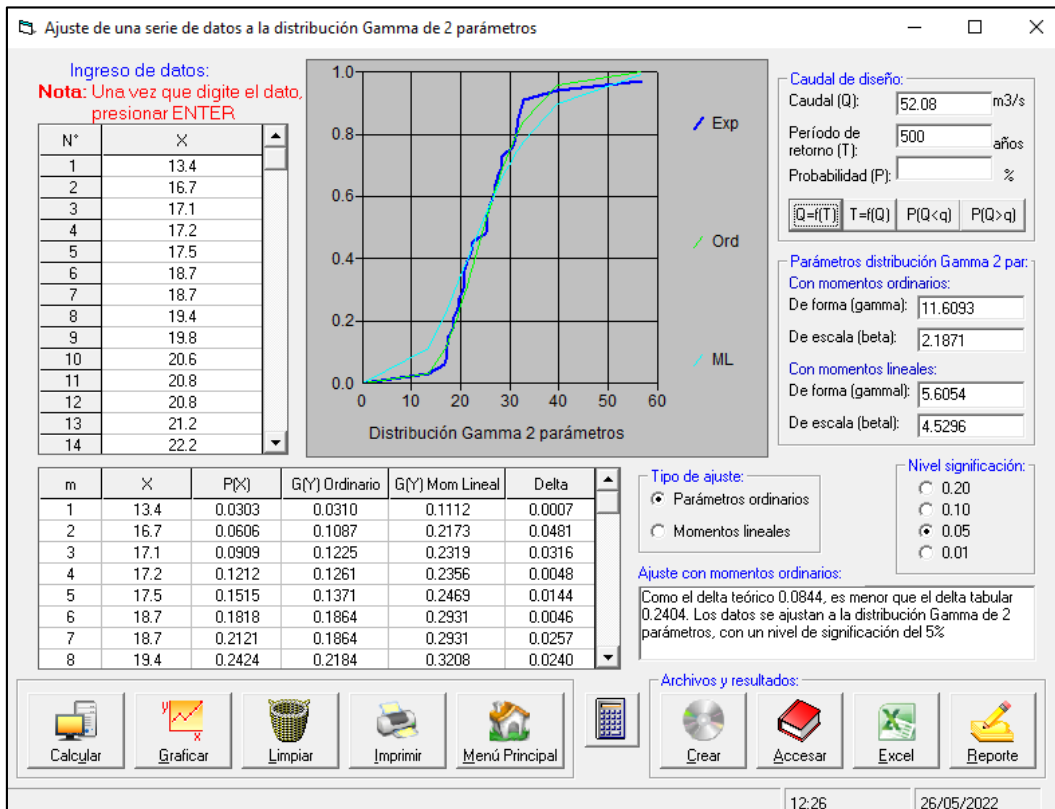 Ajuste de una serie de datos a la distribución Gamma de 2 parámetros
Ingreso de datos:
Nota: Una vez que digite el dato,
presionar ENTER
N° X
1 13.4
2 16.7
3 17.1
4 17.2
5 17.5
6 18.7
7 18.7
8 19.4
9 19.8
10 20.6
11 20.8
12 20.8
13 21.2
14 22.2
1.0
0.8
0.6
0.4
0.2
0.0
0 10 20 30 40 50 60
Distribución Gamma 2 parámetros
Exp
Ord
ML
Caudal de diseño:
Caudal (Q): 52.08 m3/s
Período de
retorno (T): 500 años
Probabilidad (P): %
Q=f(T) T=f(Q) P(Q<q) P(Q>q)
Parámetros distribución Gamma 2 par:
Con momentos ordinarios:
De forma (gamma): 11.6093
De escala (beta): 2.1871
Con momentos lineales:
De forma (gammal): 5.6054
De escala (betal): 4.5296
m X P(X) G(Y) Ordinario G(Y) Mom Lineal Delta
1 13.4 0.0303 0.0310 0.1112 0.0007
2 16.7 0.0606 0.1087 0.2173 0.0481
3 17.1 0.0909 0.1225 0.2319 0.0316
4 17.2 0.1212 0.1261 0.2356 0.0048
5 17.5 0.1515 0.1371 0.2469 0.0144
6 18.7 0.1818 0.1864 0.2931 0.0046
7 18.7 0.2121 0.1864 0.2931 0.0257
8 19.4 0.2424 0.2184 0.3208 0.0240
Tipo de ajuste:
Parámetros ordinarios
Momentos lineales
Nivel significación:
0.20
0.10
0.05
0.01
Ajuste con momentos ordinarios:
Como el delta teórico 0.0844, es menor que el delta tabular
0.2404. Los datos se ajustan a la distribución Gamma de 2
parámetros, con un nivel de significación del 5%
Calcular
Graficar
Limpiar
Imprimir
Menú Principal
Archivos y resultados:
Crear
Accesar
Excel
Reporte
12:26 26/05/2022